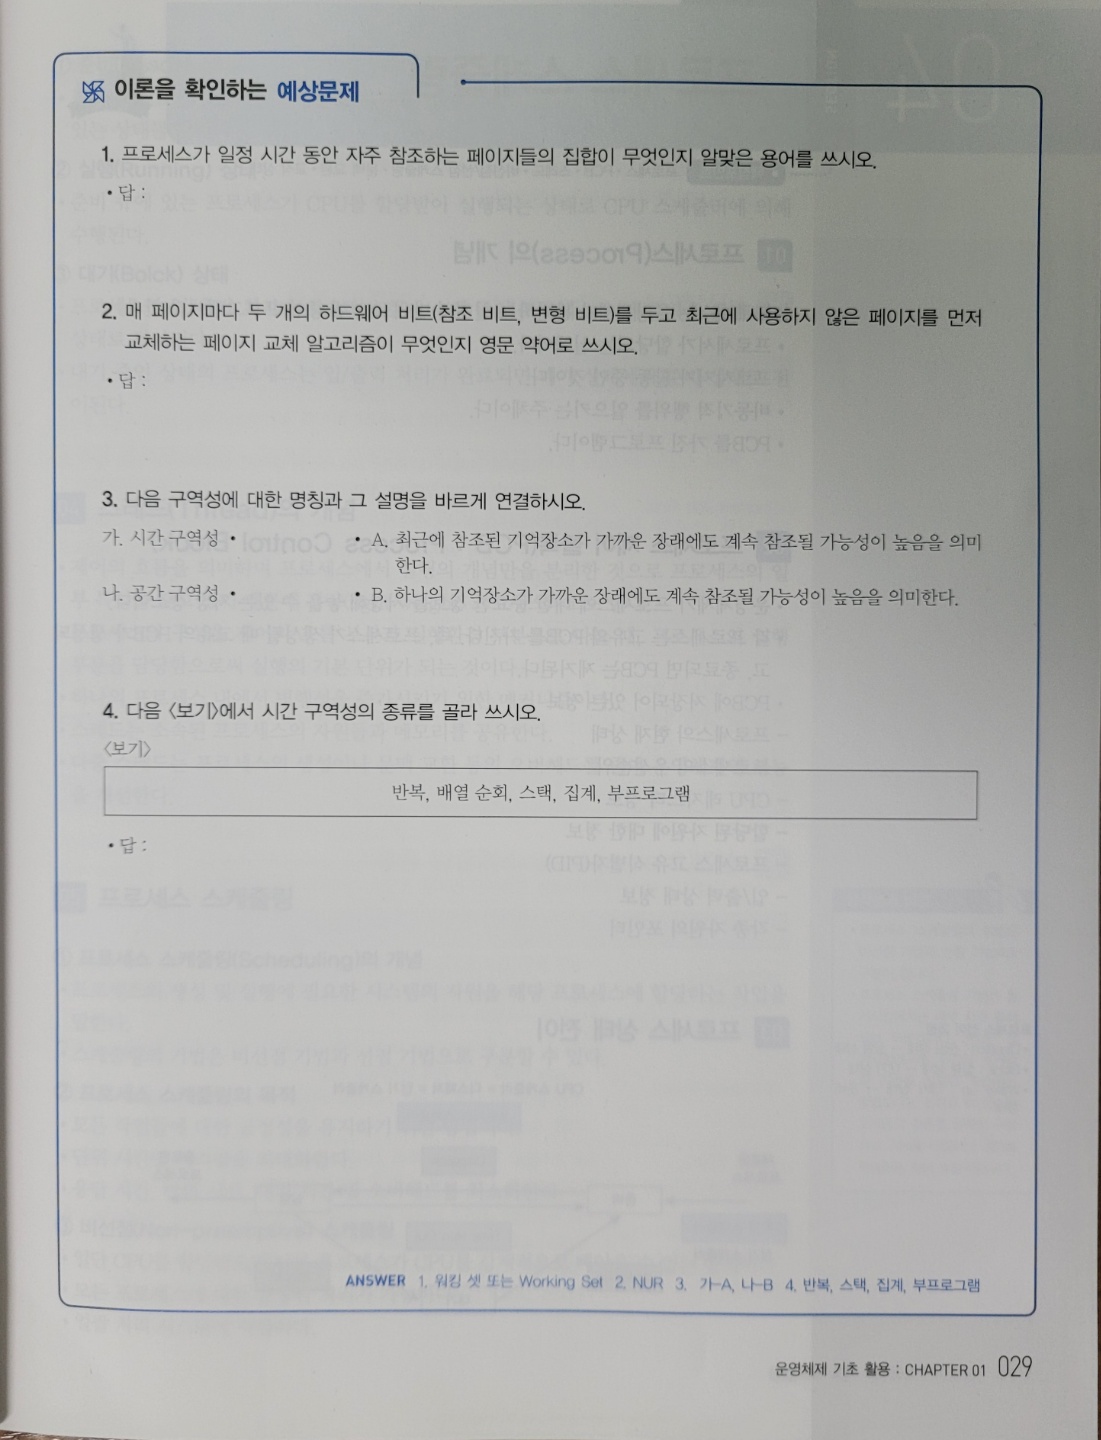 이론을 확인하는 예상문제
1. 프로세스가 일정 시간 동안 자주 참조하는 페이지들의 집합이 무엇인지 알맞은 용어를 쓰시오.
• 답 :
2. 매 페이지마다 두 개의 하드웨어 비트(참조 비트, 변형 비트)를 두고 최근에 사용하지 않은 페이지를 먼저
교체하는 페이지 교체 알고리즘이 무엇인지 영문 약어로 쓰시오.
• 답 :
3. 다음 구역성에 대한 명칭과 그 설명을 바르게 연결하시오.
가. 시간 구역성 • • A. 최근에 참조된 기억장소가 가까운 장래에도 계속 참조될 가능성이 높음을 의미
한다.
나. 공간 구역성 • • B. 하나의 기억장소가 가까운 장래에도 계속 참조될 가능성이 높음을 의미한다.
4. 다음 〈보기〉에서 시간 구역성의 종류를 골라 쓰시오.
〈보기〉
반복, 배열 순회, 스택, 집계, 부프로그램
• 답 :
ANSWER 1. 워킹 셋 또는 Working Set 2. NUR 3. 가-A, 나-B 4. 반복, 스택, 집계, 부프로그램
운영체제 기초 활용 : CHAPTER 01 029